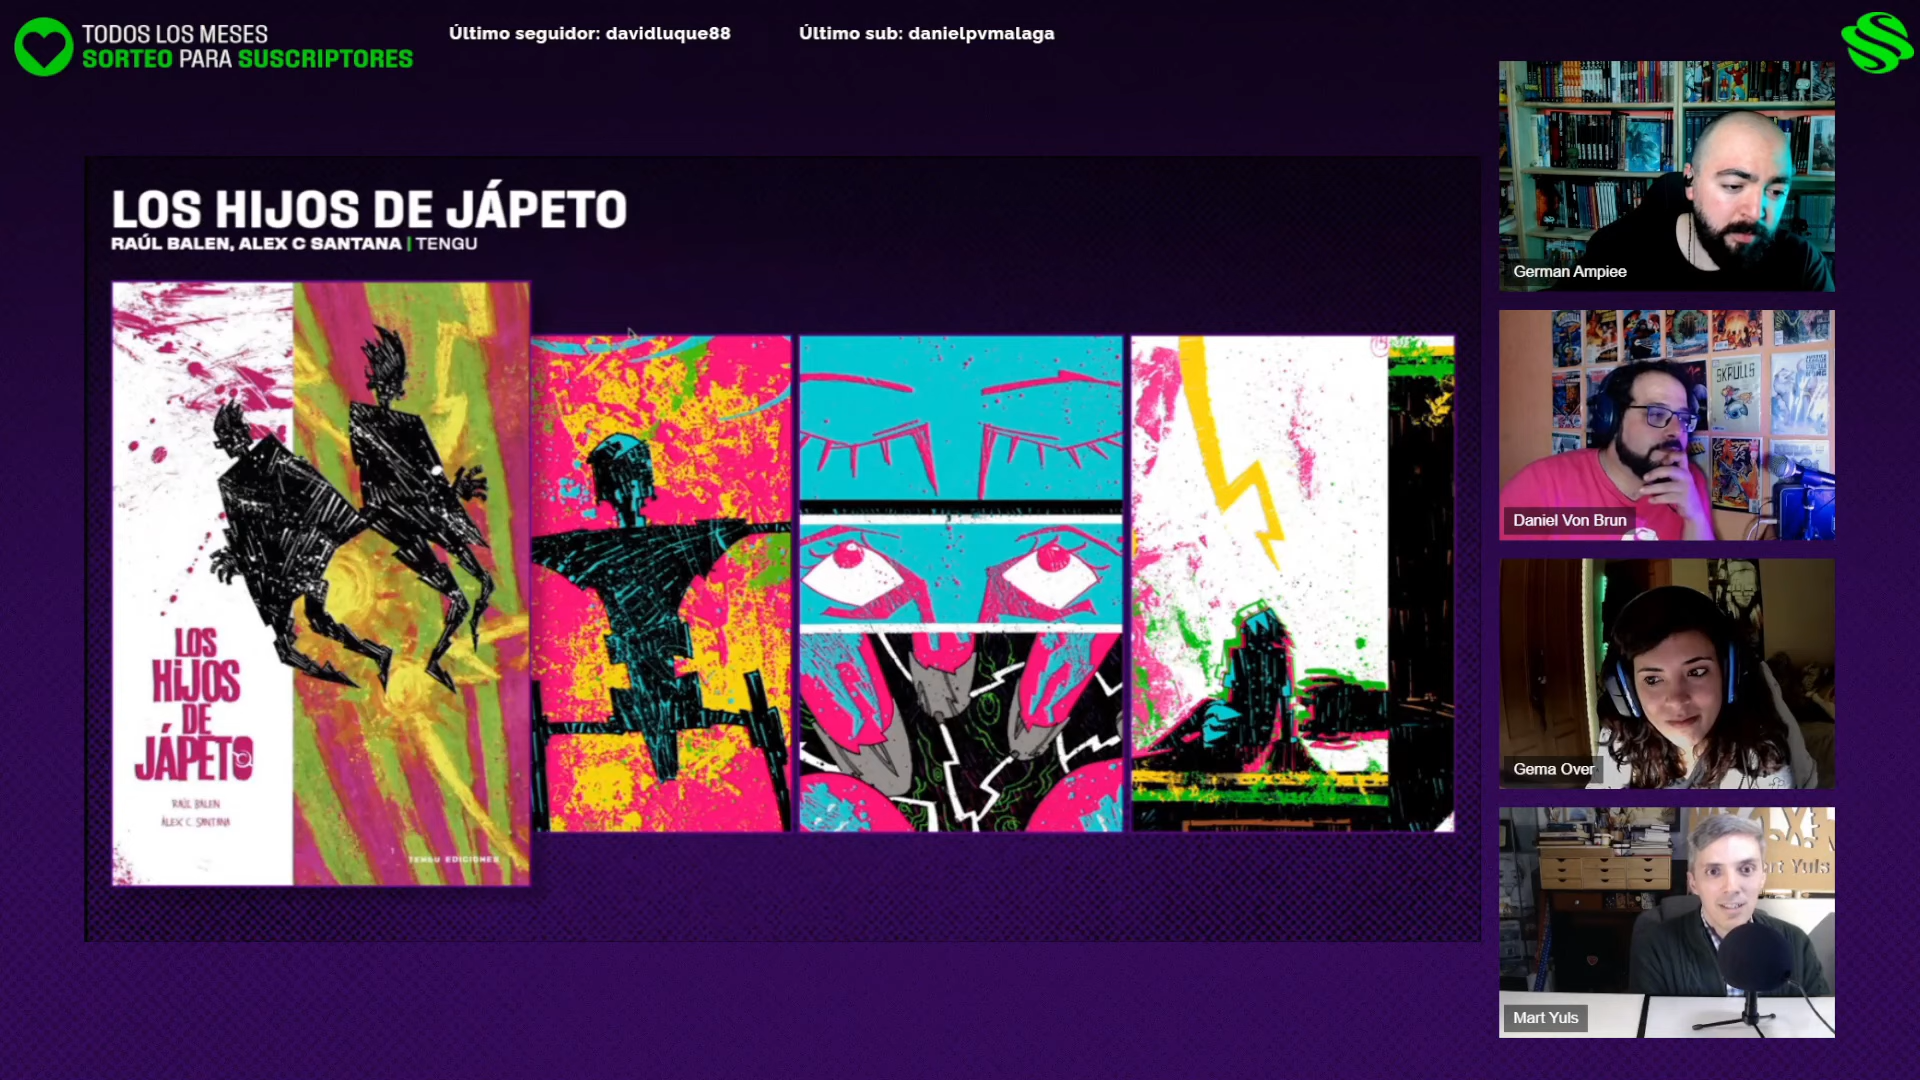 TODOS LOS MESES
SORTEO PARA SUSCRIPTORES
Último seguidor: davidluque88
Último sub: danielpvmalaga
LOS HIJOS DE JÁPETO
RAÚL BALEN, ALEX C SANTANA | TENGU
LOS
HIJOS
DE
JÁPETO
RAÚL BALEN
ÁLEX C. SANTANA
TENGU EDICIONES
German Ampiee
SKRULLS
Daniel Von Brun
Gema Over
Mart Yuls